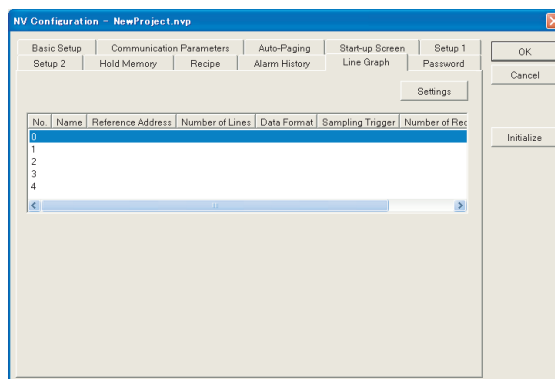 NV Configuration - NewProject.nvp
Basic Setup Communication Parameters Auto-Paging Start-up Screen Setup 1
Setup 2 Hold Memory Recipe Alarm History Line Graph Password
OK
Cancel
Initialize
Settings
No. Name Reference Address Number of Lines Data Format Sampling Trigger Number of Rec
0
1
2
3
4